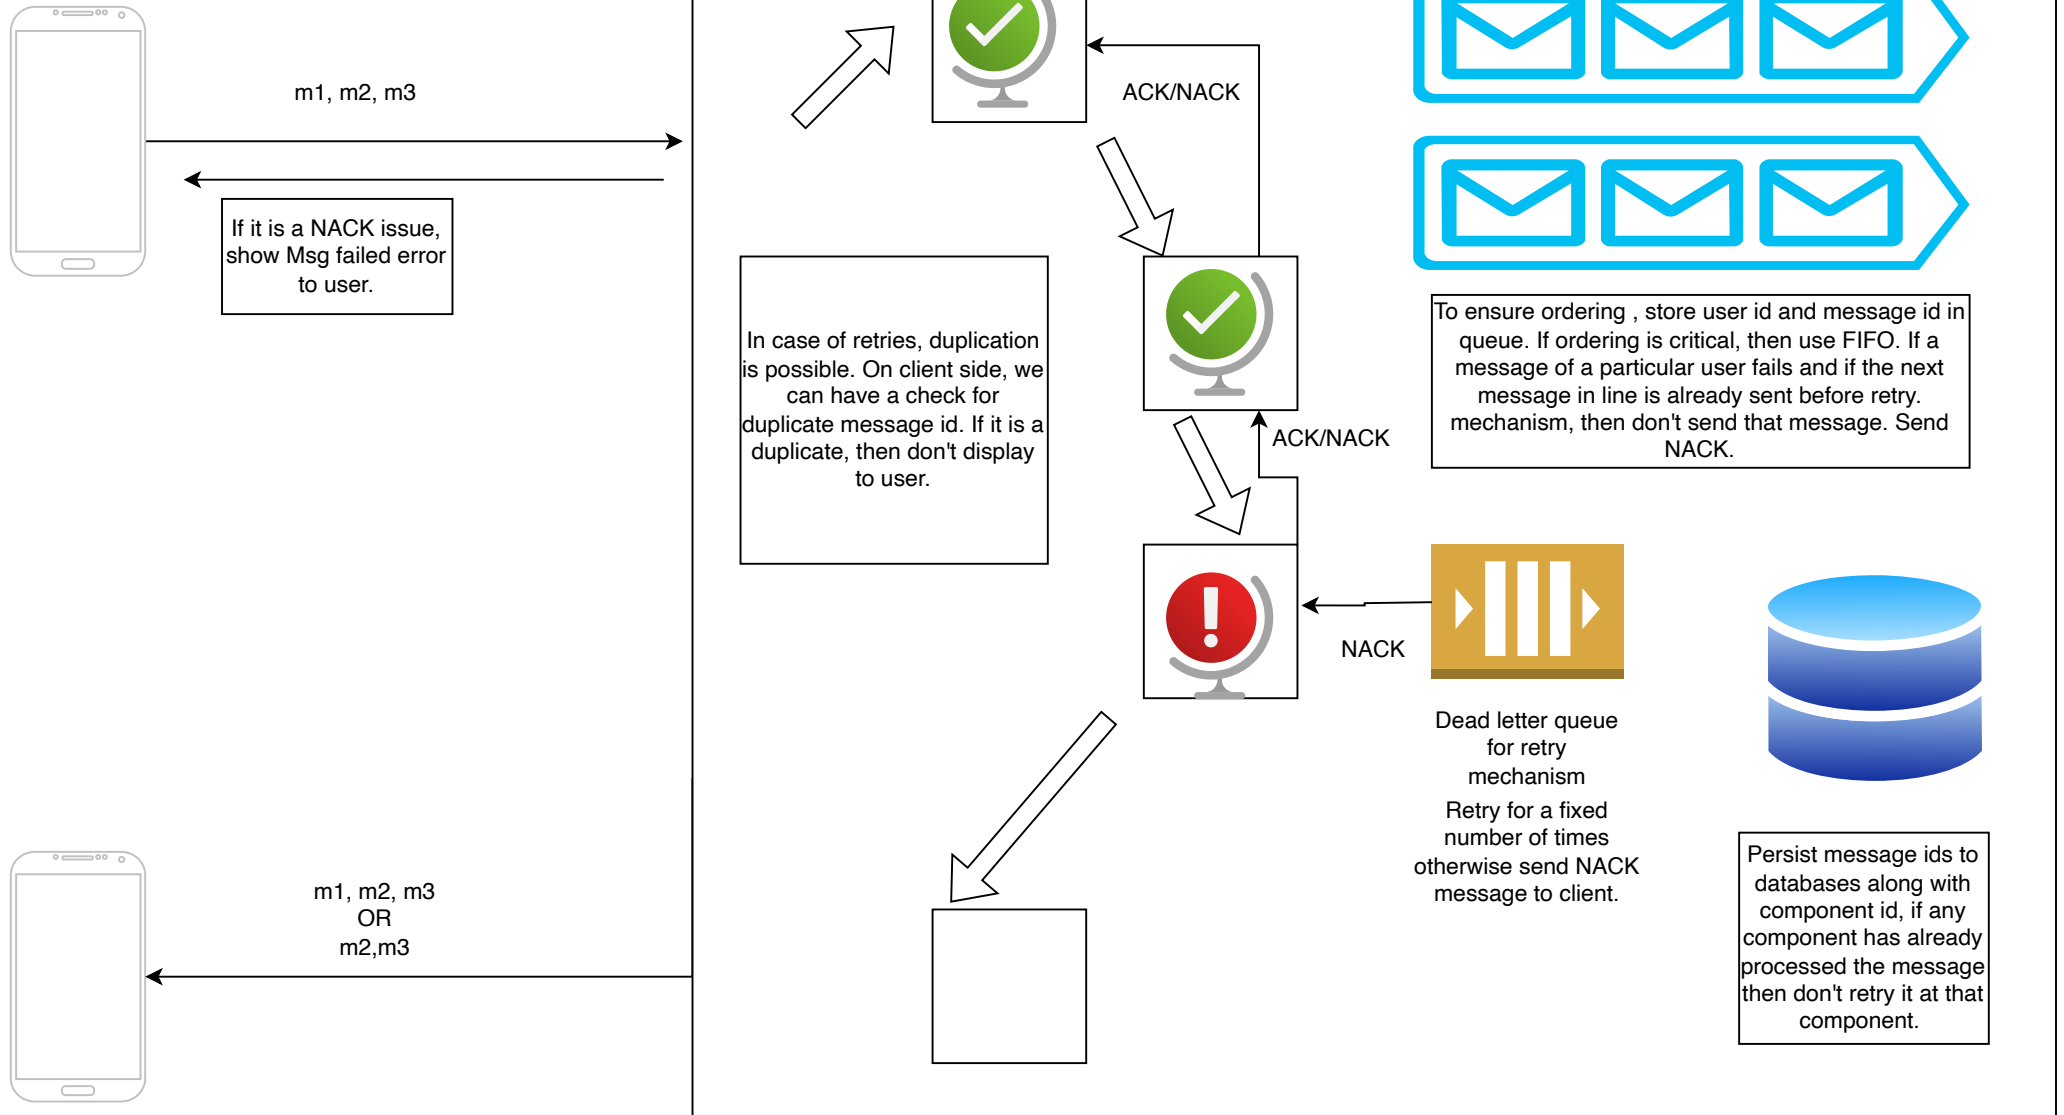 m1, m2, m3
If it is a NACK issue,
show Msg failed error
to user.
ACK/NACK
In case of retries, duplication
is possible. On client side, we
can have a check for
duplicate message id. If it is a
duplicate, then don't display
to user.
To ensure ordering , store user id and message id in
queue. If ordering is critical, then use FIFO. If a
message of a particular user fails and if the next
message in line is already sent before retry.
mechanism, then don't send that message. Send
NACK.
ACK/NACK
NACK
Dead letter queue
for retry
mechanism
Retry for a fixed
number of times
otherwise send NACK
message to client.
Persist message ids to
databases along with
component id, if any
component has already
processed the message
then don't retry it at that
component.
m1, m2, m3
OR
m2,m3